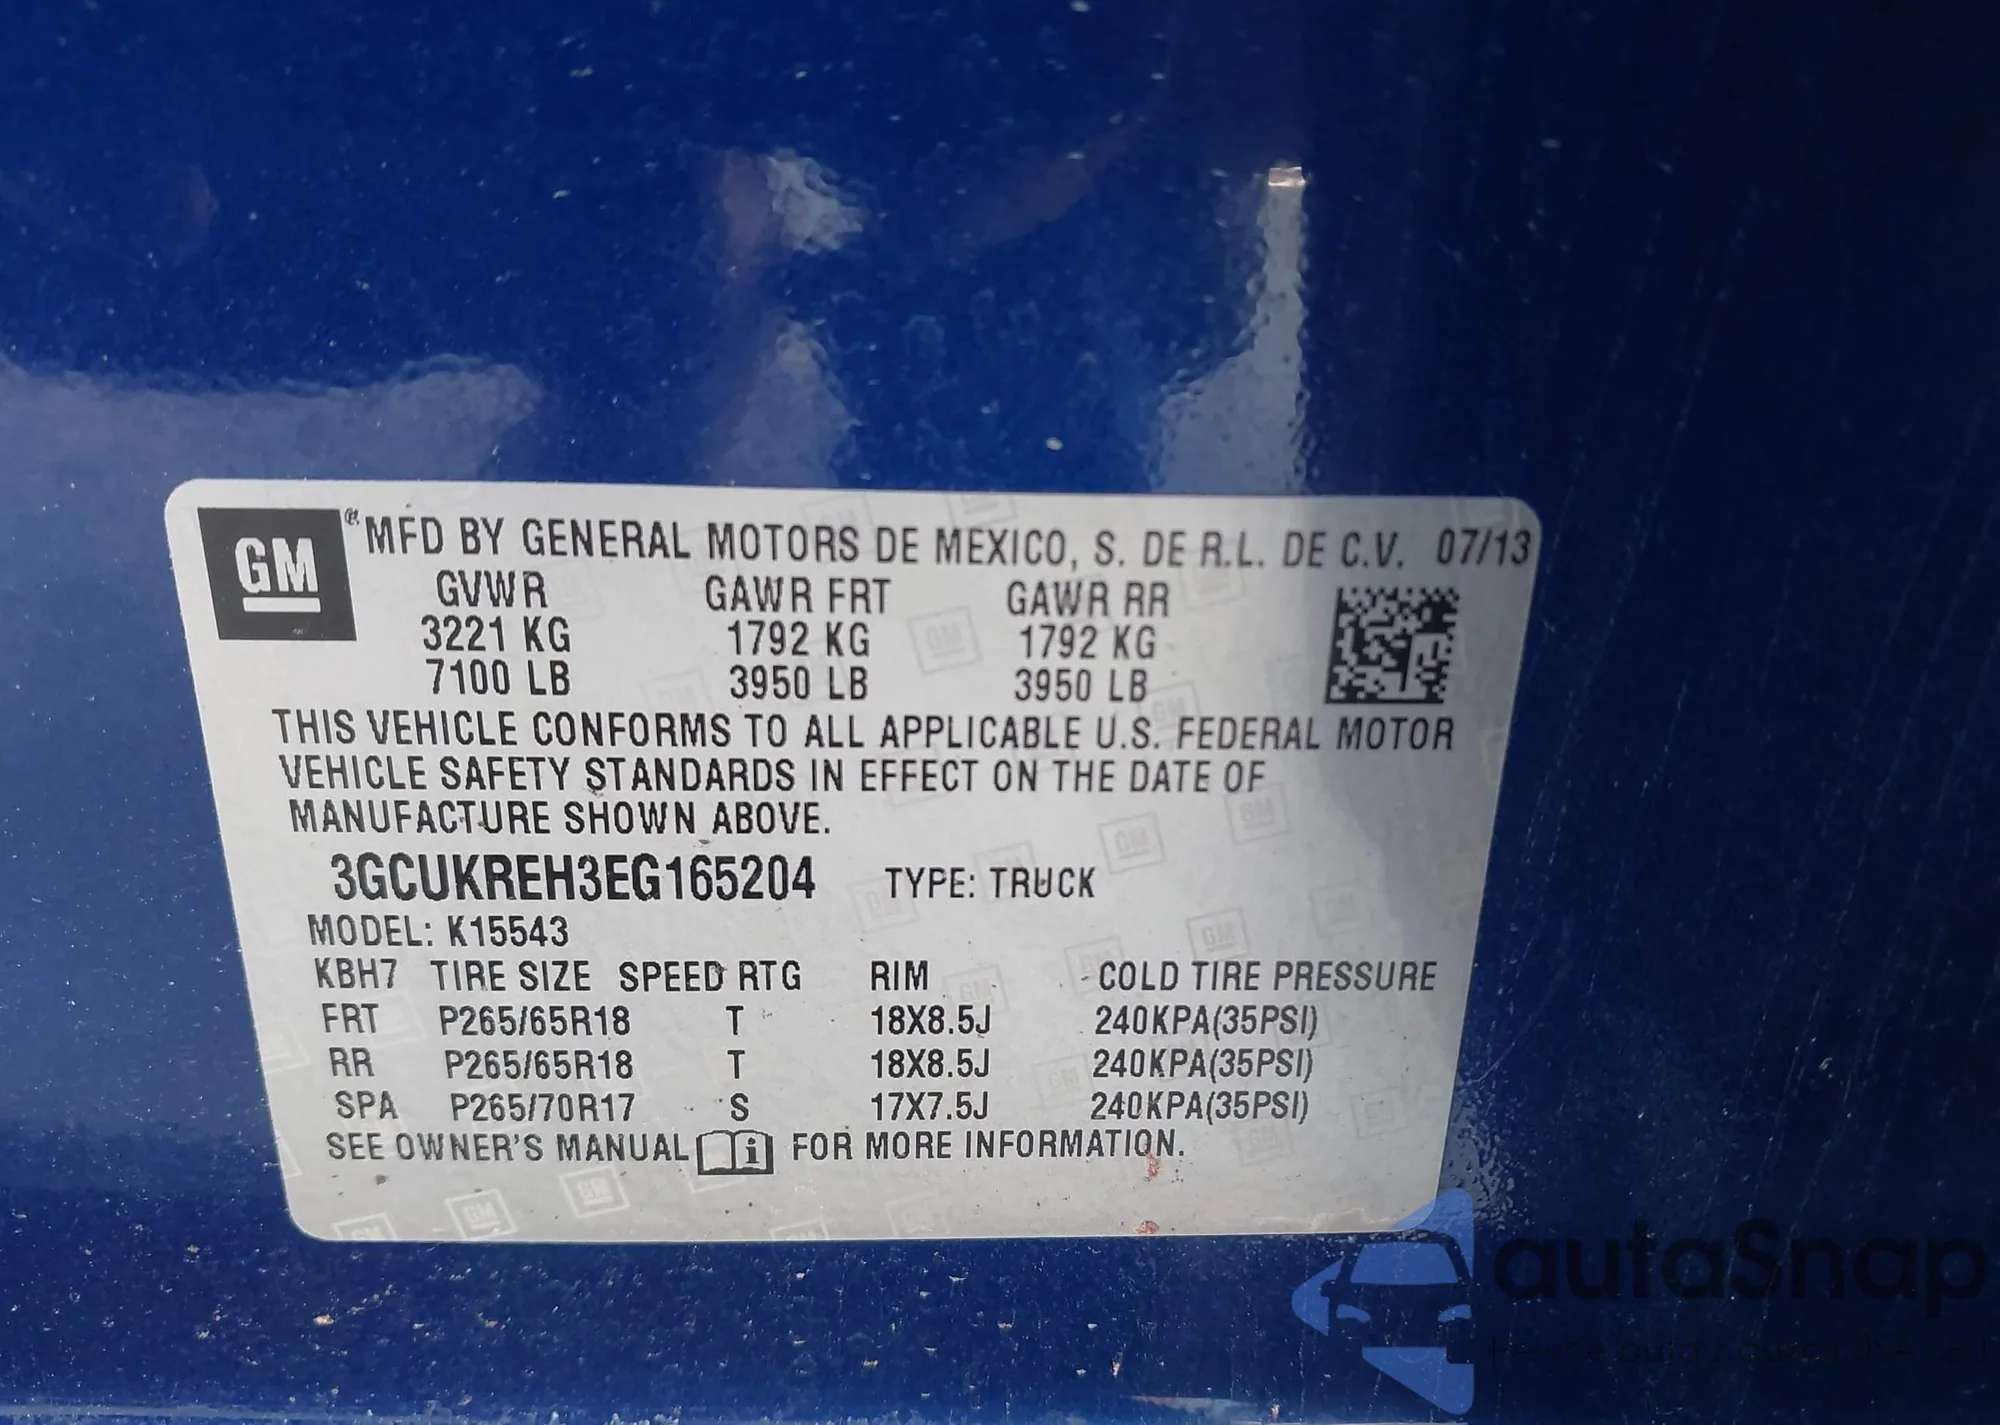 GM
® MFD BY GENERAL MOTORS DE MEXICO, S. DE R.L. DE C.V. 07/13
GVWR GAWR FRT GAWR RR
3221 KG 1792 KG 1792 KG
7100 LB 3950 LB 3950 LB
THIS VEHICLE CONFORMS TO ALL APPLICABLE U.S. FEDERAL MOTOR
VEHICLE SAFETY STANDARDS IN EFFECT ON THE DATE OF
MANUFACTURE SHOWN ABOVE.
3GCUKREH3EG165204 TYPE: TRUCK
MODEL: K15543
KBH7 TIRE SIZE SPEED RTG RIM COLD TIRE PRESSURE
FRT P265/65R18 T 18X8.5J 240KPA(35PSI)
RR P265/65R18 T 18X8.5J 240KPA(35PSI)
SPA P265/70R17 S 17X7.5J 240KPA(35PSI)
SEE OWNER'S MANUAL i FOR MORE INFORMATION.
autaSnap